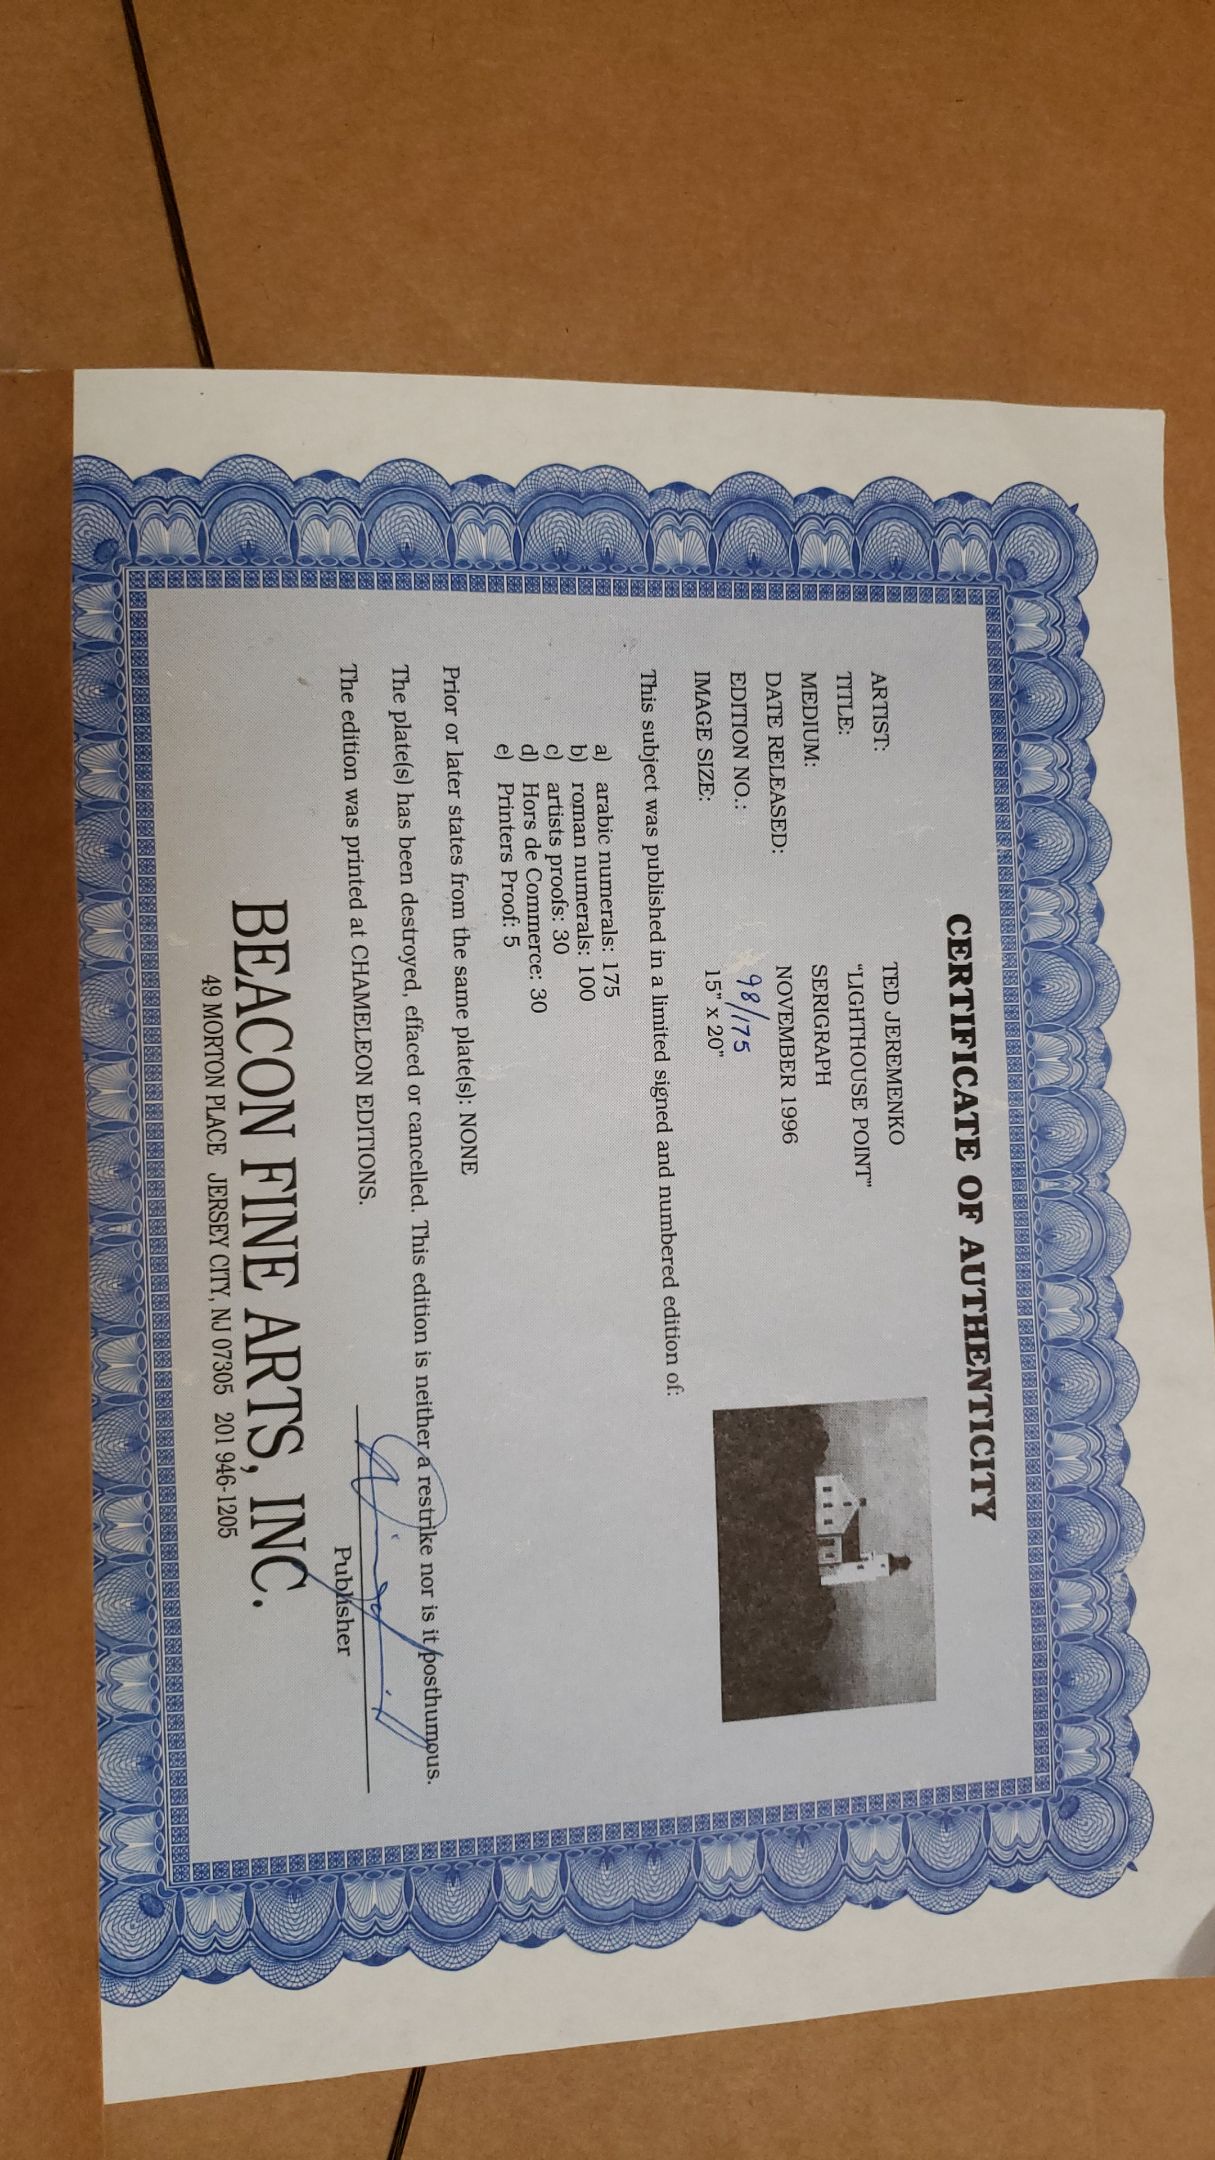 CERTIFICATE OF AUTHENTICITY
ARTIST: TED JEREMENKO
TITLE: "LIGHTHOUSE POINT"
MEDIUM: SERIGRAPH
DATE RELEASED: NOVEMBER 1996
EDITION NO.: 98/175
IMAGE SIZE: 15" x 20"
This subject was published in a limited signed and numbered edition of:
a) arabic numerals: 175
b) roman numerals: 100
c) artists proofs: 30
d) Hors de Commerce: 30
e) Printers Proof: 5
Prior or later states from the same plate(s): NONE
The plate(s) has been destroyed, effaced or cancelled. This edition is neither a restrike nor is it posthumous.
The edition was printed at CHAMELEON EDITIONS.
Publisher
BEACON FINE ARTS, INC.
49 MORTON PLACE JERSEY CITY, NJ 07305 201 946-1205